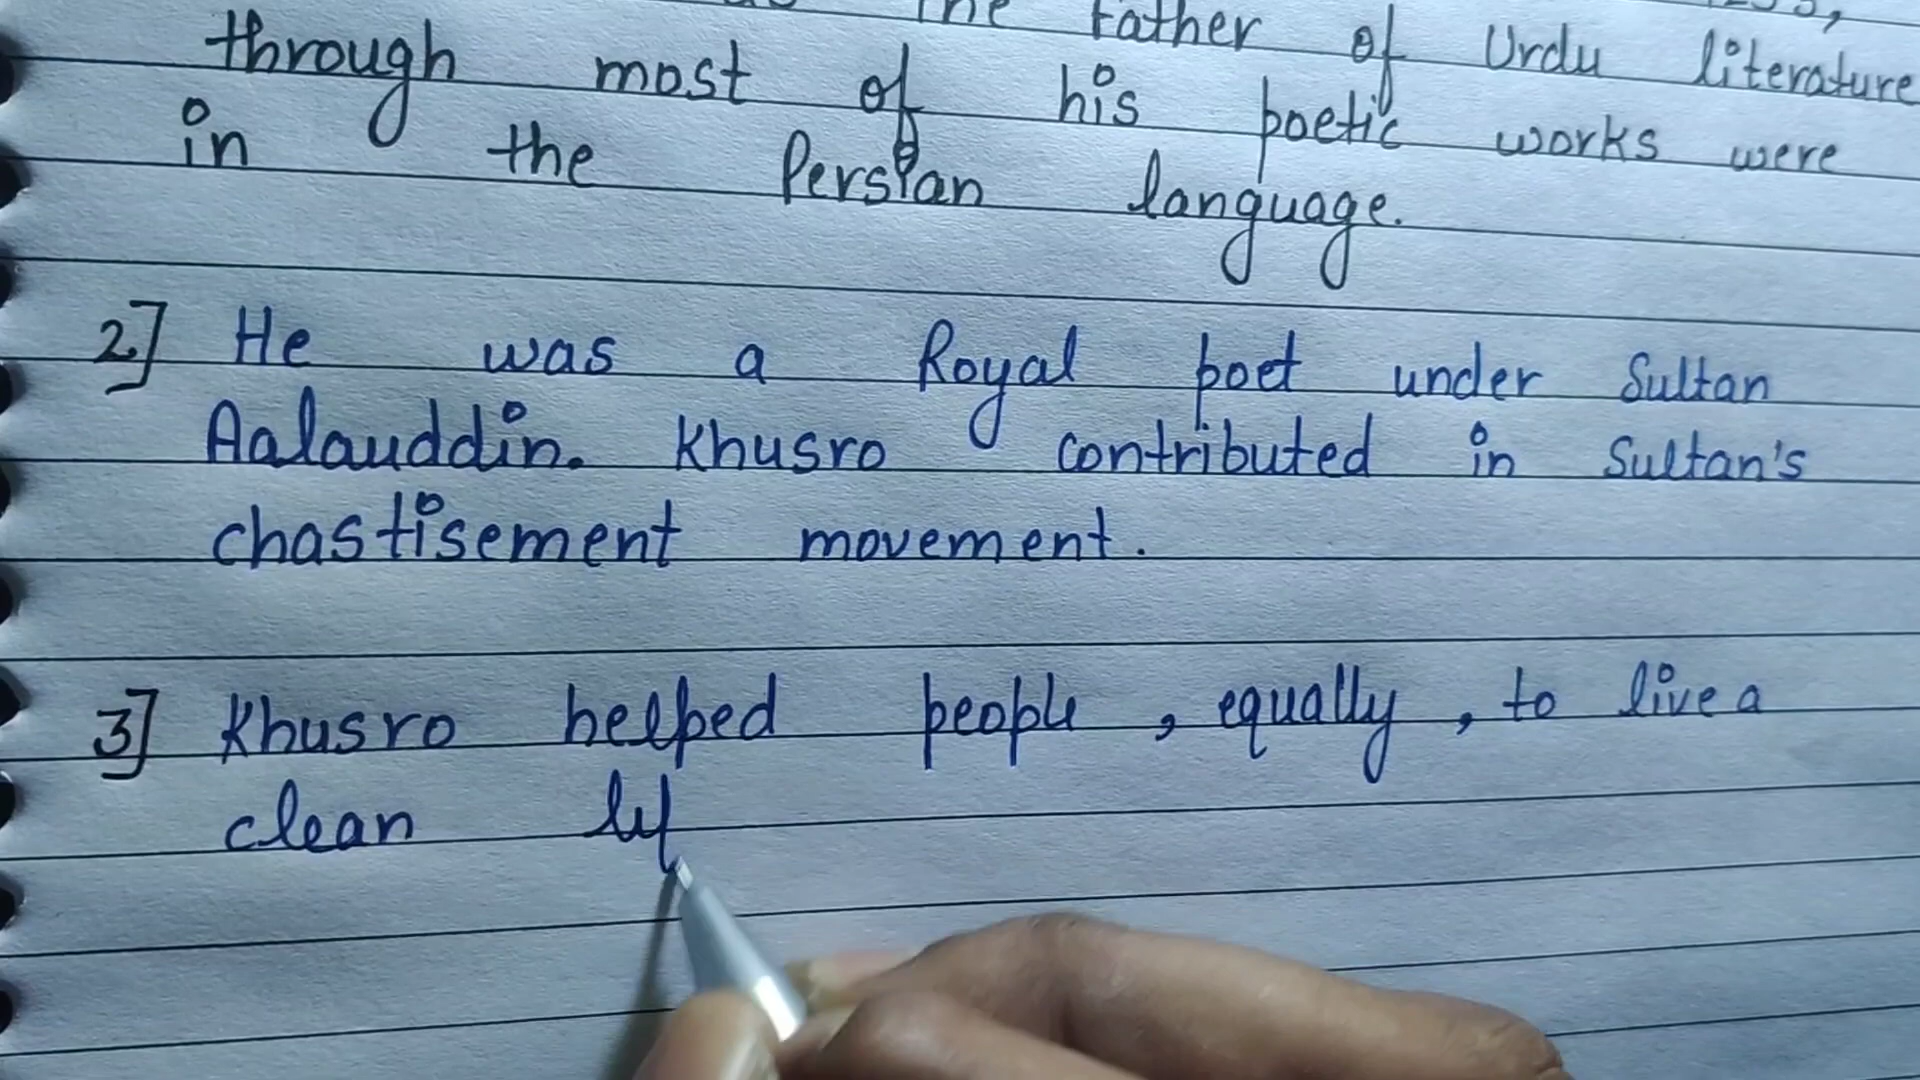 the father of Urdu literature
through most of his poetic works were
in the Persian language.
2] He was a Royal poet under Sultan
Aalauddin. Khusro contributed in Sultan's
chastisement movement.
3] Khusro helped people, equally, to live a
clean lif